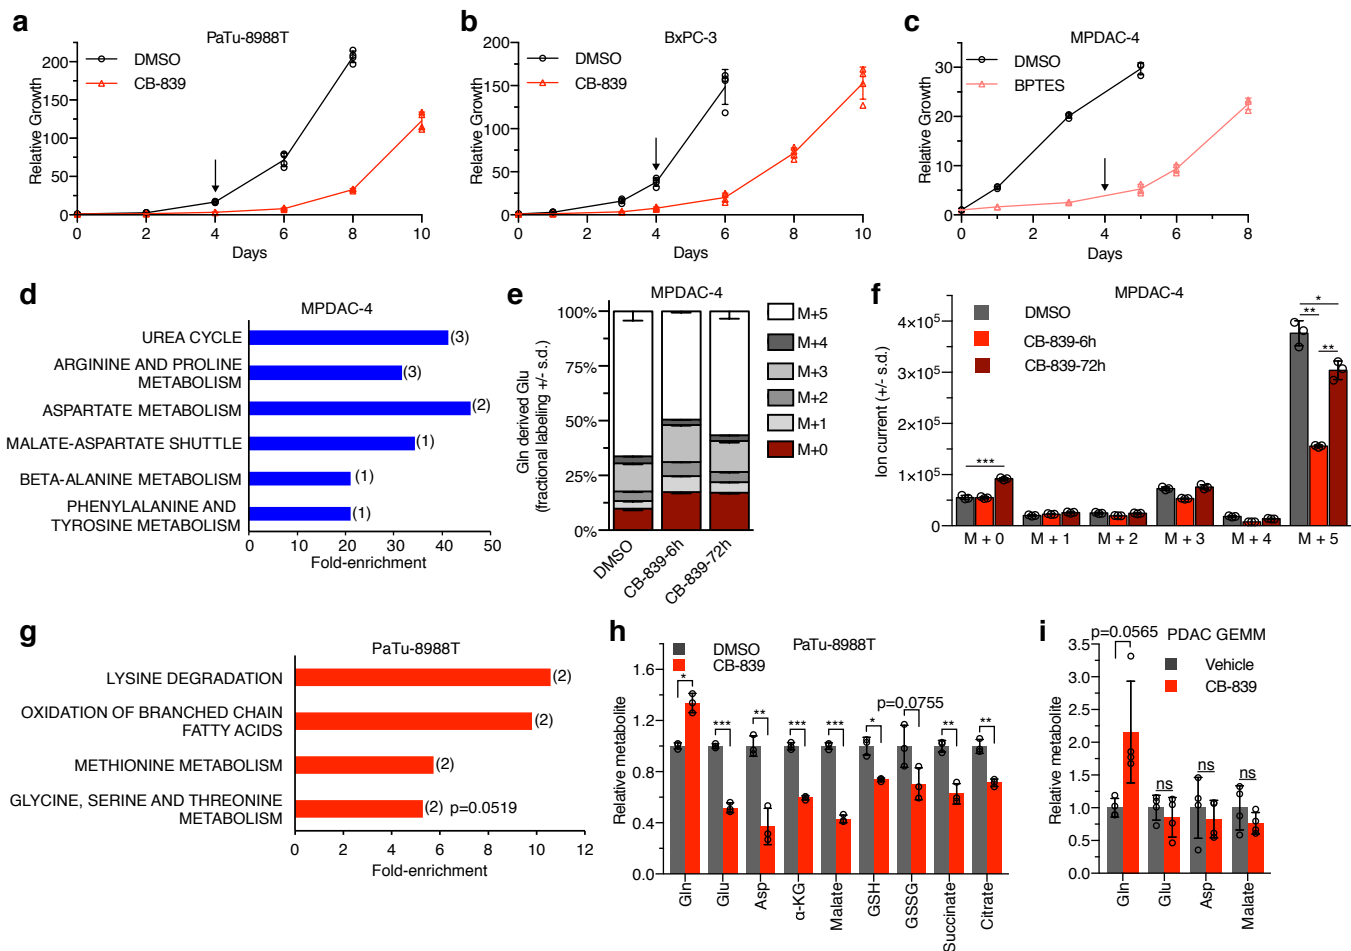 a
PaTu-8988T
DMSO
CB-839
Relative Growth
200
150
100
50
0
0 2 4 6 8 10
Days
b
BxPC-3
DMSO
CB-839
Relative Growth
200
150
100
50
0
0 2 4 6 8 10
Days
c
MPDAC-4
DMSO
BPTES
Relative Growth
30
20
10
0
0 2 4 6 8
Days
d
MPDAC-4
UREA CYCLE (3)
ARGININE AND PROLINE
METABOLISM (3)
ASPARTATE METABOLISM (2)
MALATE-ASPARTATE SHUTTLE (1)
BETA-ALANINE METABOLISM (1)
PHENYLALANINE AND
TYROSINE METABOLISM (1)
0 10 20 30 40 50
Fold-enrichment
e
MPDAC-4
Gln derived Glu
(fractional labeling +/- s.d.)
100%
75%
50%
25%
0%
M+5
M+4
M+3
M+2
M+1
M+0
DMSO
CB-839-6h
CB-839-72h
f
MPDAC-4
DMSO
CB-839-6h
CB-839-72h
Ion current (+/- s.d.)
4×10⁵
3×10⁵
2×10⁵
1×10⁵
0
***
*
**
**
M + 0 M + 1 M + 2 M + 3 M + 4 M + 5
g
PaTu-8988T
LYSINE DEGRADATION (2)
OXIDATION OF BRANCHED CHAIN
FATTY ACIDS (2)
METHIONINE METABOLISM (2)
GLYCINE, SERINE AND THREONINE
METABOLISM (2) p=0.0519
0 2 4 6 8 10 12
Fold-enrichment
h
PaTu-8988T
DMSO
CB-839
Relative metabolite
1.6
1.2
0.8
0.4
0.0
* *** ** *** *** * p=0.0755 ** **
Gln
Glu
Asp
α-KG
Malate
GSH
GSSG
Succinate
Citrate
i
PDAC GEMM
p=0.0565
Vehicle
CB-839
Relative metabolite
3.5
3.0
2.5
2.0
1.5
1.0
0.5
0.0
ns ns ns
Gln
Glu
Asp
Malate